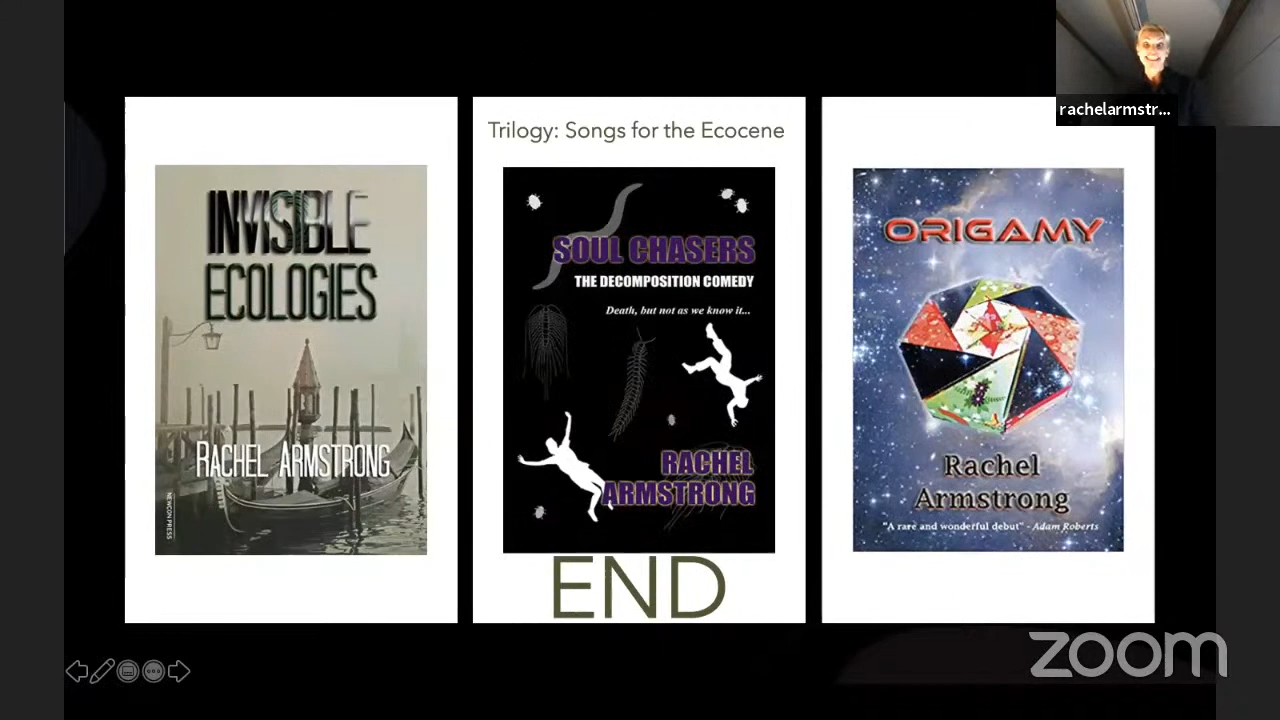 rachelarmstr...
Trilogy: Songs for the Ecocene
INVISIBLE
ECOLOGIES
RACHEL ARMSTRONG
NEWCON PRESS
SOUL CHASERS
THE DECOMPOSITION COMEDY
Death, but not as we know it...
RACHEL
ARMSTRONG
ORIGAMY
Rachel
Armstrong
"A rare and wonderful debut" - Adam Roberts
END
zoom